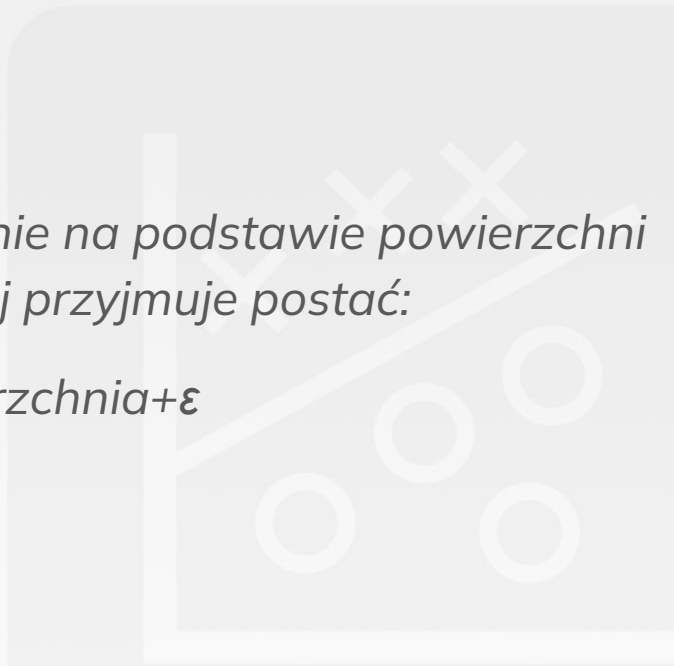 nie na podstawie powierzchni
j przyjmuje postać:
rzchnia+ε